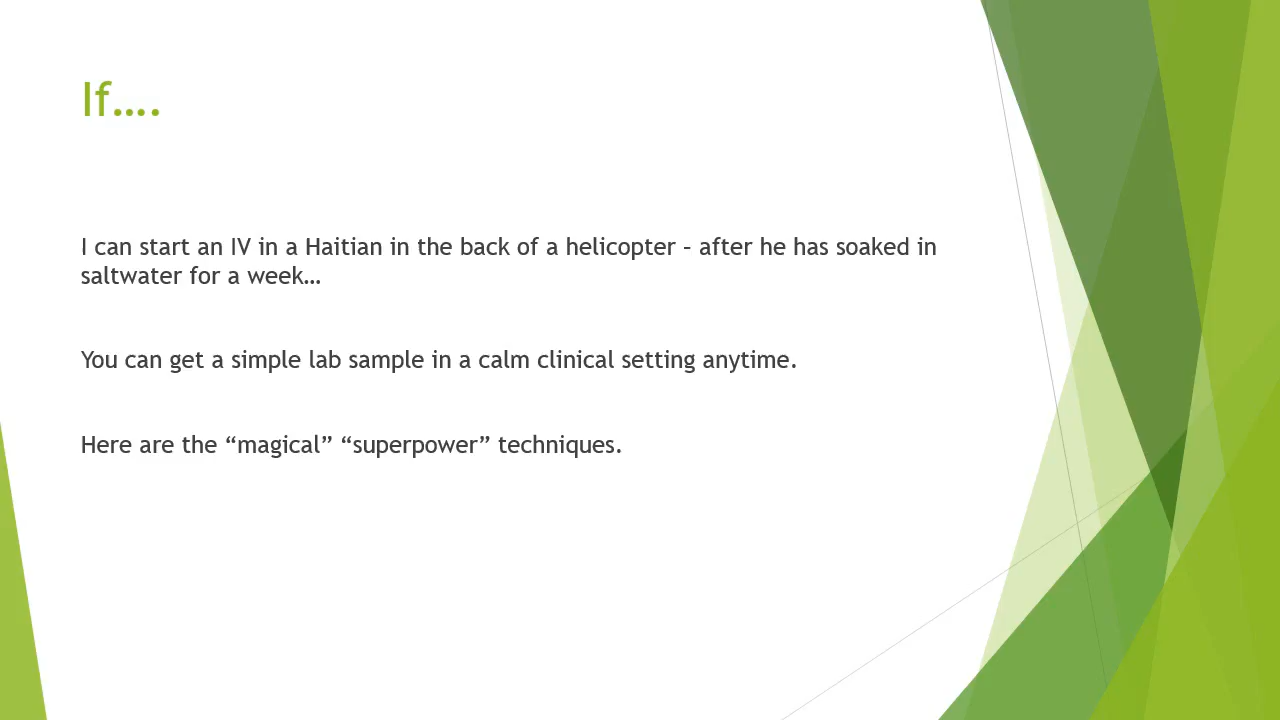 If….
I can start an IV in a Haitian in the back of a helicopter – after he has soaked in
saltwater for a week…
You can get a simple lab sample in a calm clinical setting anytime.
Here are the “magical” “superpower” techniques.